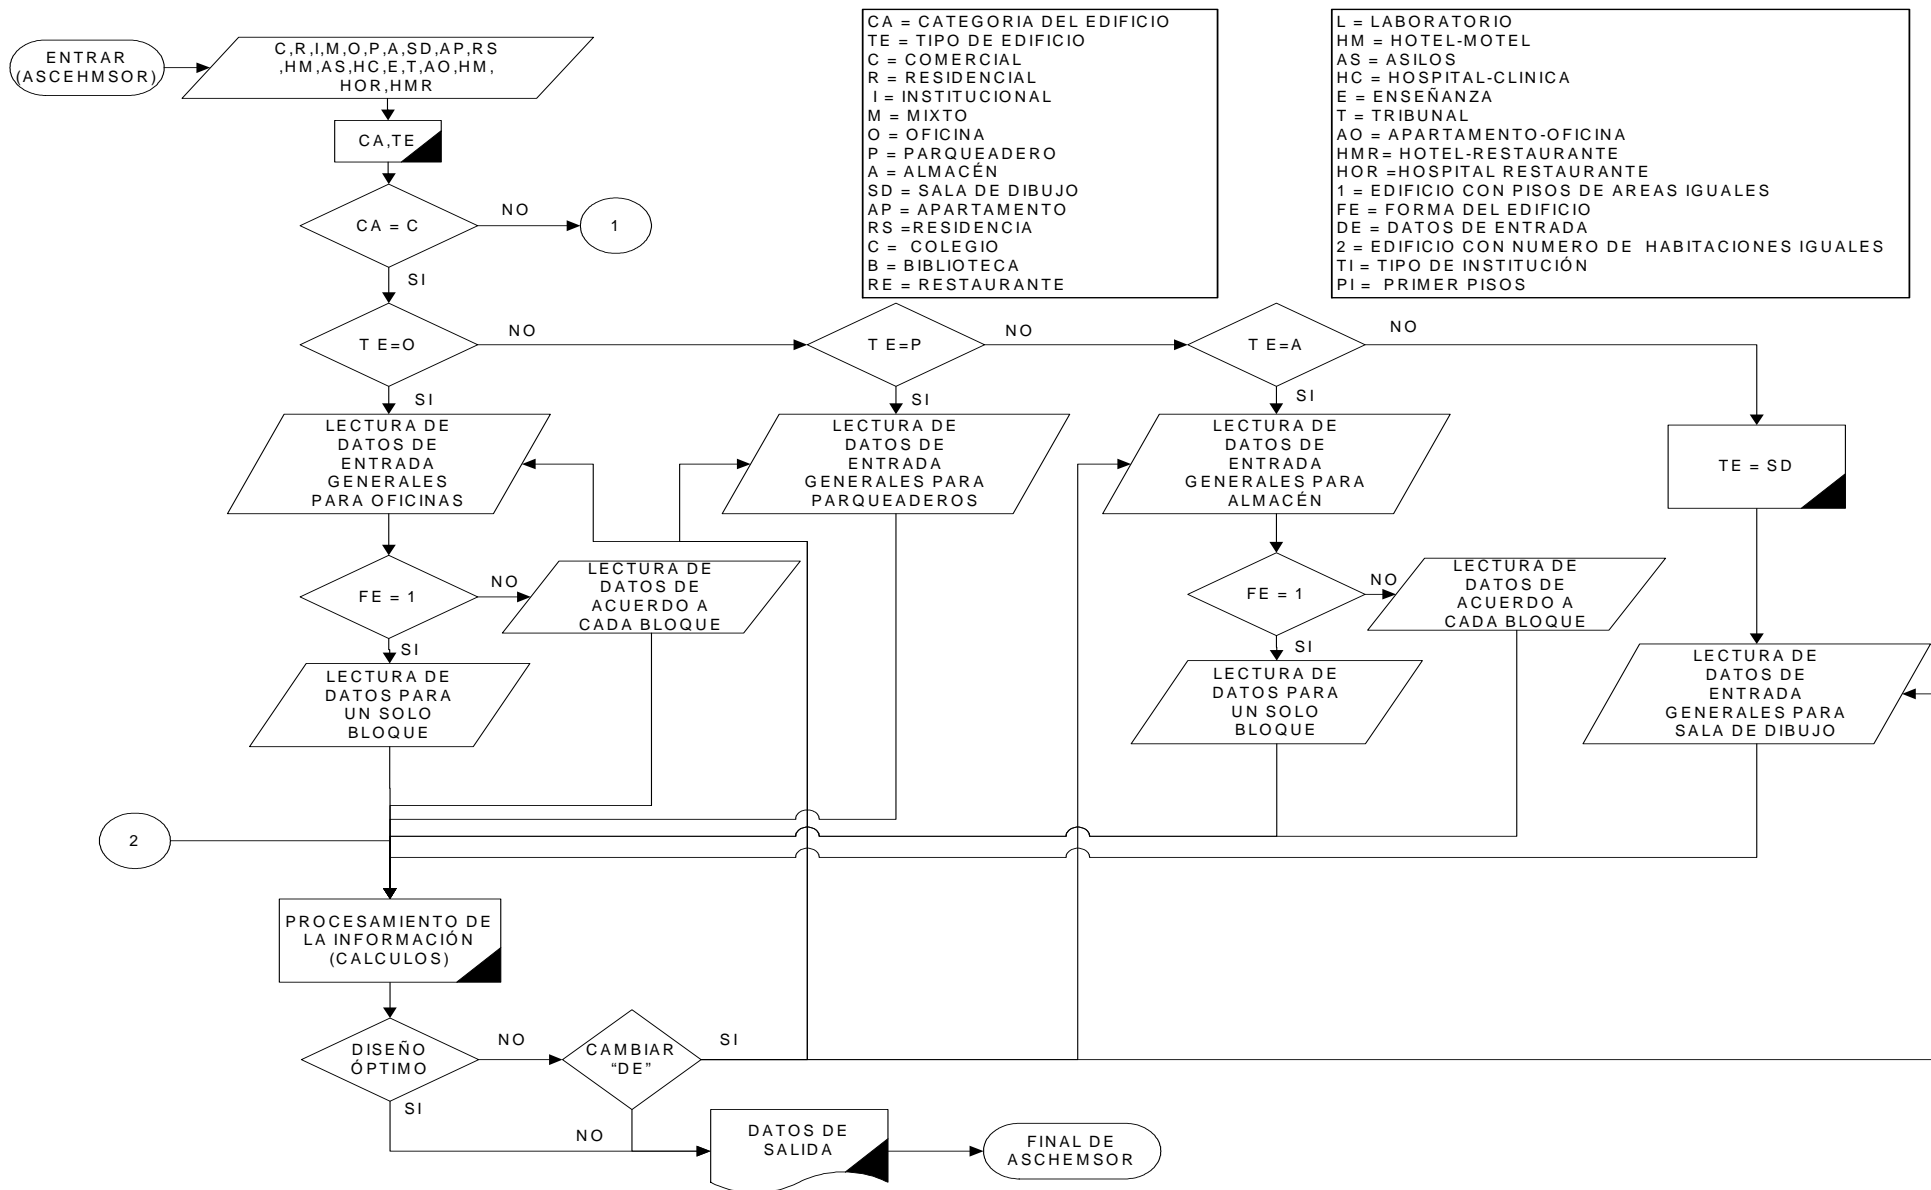 ENTRAR
(ASCEHMSOR)
C,R,I,M,O,P,A,SD,AP,RS
,HM,AS,HC,E,T,AO,HM,
HOR,HMR
CA = CATEGORIA DEL EDIFICIO
TE = TIPO DE EDIFICIO
C = COMERCIAL
R = RESIDENCIAL
I = INSTITUCIONAL
M = MIXTO
O = OFICINA
P = PARQUEADERO
A = ALMACÉN
SD = SALA DE DIBUJO
AP = APARTAMENTO
RS =RESIDENCIA
C = COLEGIO
B = BIBLIOTECA
RE = RESTAURANTE
L = LABORATORIO
HM = HOTEL-MOTEL
AS = ASILOS
HC = HOSPITAL-CLINICA
E = ENSEÑANZA
T = TRIBUNAL
AO = APARTAMENTO-OFICINA
HMR= HOTEL-RESTAURANTE
HOR =HOSPITAL RESTAURANTE
1 = EDIFICIO CON PISOS DE AREAS IGUALES
FE = FORMA DEL EDIFICIO
DE = DATOS DE ENTRADA
2 = EDIFICIO CON NUMERO DE HABITACIONES IGUALES
TI = TIPO DE INSTITUCIÓN
PI = PRIMER PISOS
CA,TE
CA = C
NO
1
SI
TE=O
NO
TE=P
NO
TE=A
NO
SI
SI
SI
LECTURA DE
DATOS DE
ENTRADA
GENERALES
PARA OFICINAS
LECTURA DE
DATOS DE
ENTRADA
GENERALES PARA
PARQUEADEROS
LECTURA DE
DATOS DE
ENTRADA
GENERALES PARA
ALMACÉN
TE = SD
FE = 1
NO
LECTURA DE
DATOS DE
ACUERDO A
CADA BLOQUE
FE = 1
NO
LECTURA DE
DATOS DE
ACUERDO A
CADA BLOQUE
SI
SI
LECTURA DE
DATOS PARA
UN SOLO
BLOQUE
LECTURA DE
DATOS PARA
UN SOLO
BLOQUE
LECTURA DE
DATOS DE
ENTRADA
GENERALES PARA
SALA DE DIBUJO
2
PROCESAMIENTO DE
LA INFORMACIÓN
(CALCULOS)
DISEÑO
ÓPTIMO
NO
CAMBIAR
“DE”
SI
SI
NO
DATOS DE
SALIDA
FINAL DE
ASCHEMSOR